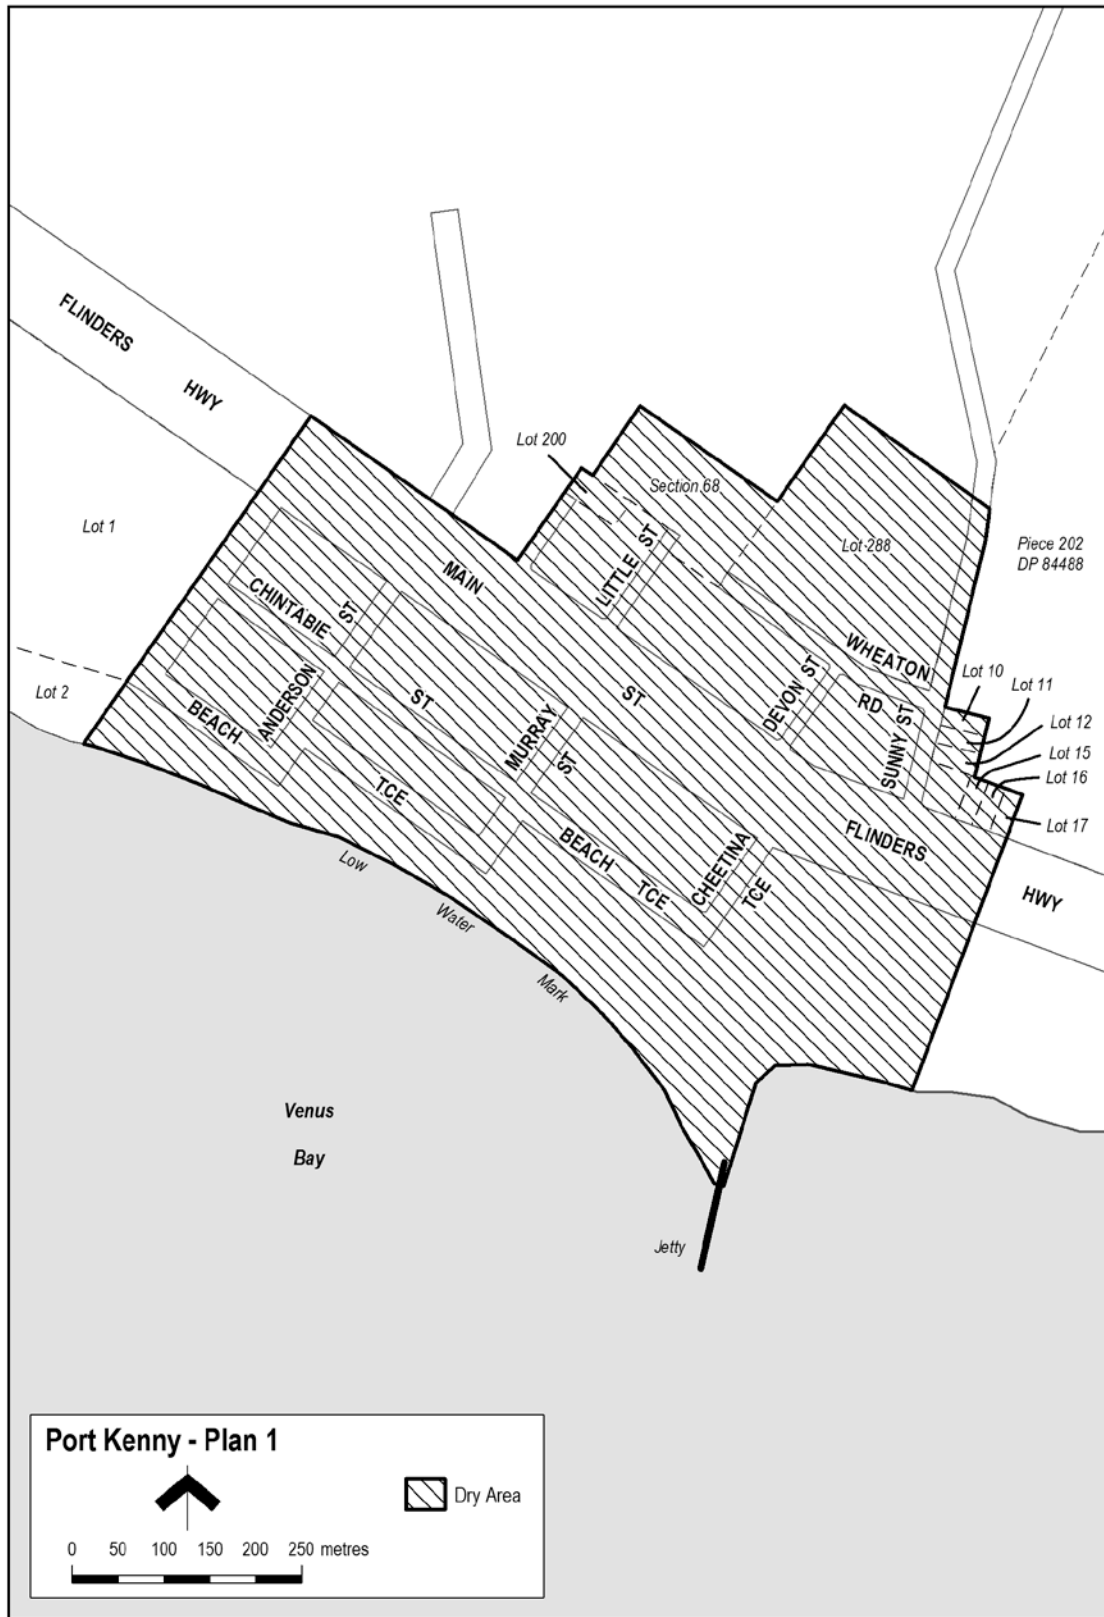 FLINDERS
HWY
Lot 200
Section 68
Lot 1
MAIN
LITTLE ST
Lot 288
Piece 202
DP 84488
CHINTABIE
ST
WHEATON
RD
Lot 10
Lot 11
Lot 12
Lot 15
Lot 16
Lot 17
Lot 2
BEACH
TCE
ANDERSON
ST
MURRAY
ST
ST
DEVON ST
SUNNY ST
FLINDERS
HWY
BEACH
TCE
CHEETINA
TCE
Low
Water
Mark
Venus
Bay
Jetty
Port Kenny - Plan 1
Dry Area
0 50 100 150 200 250 metres